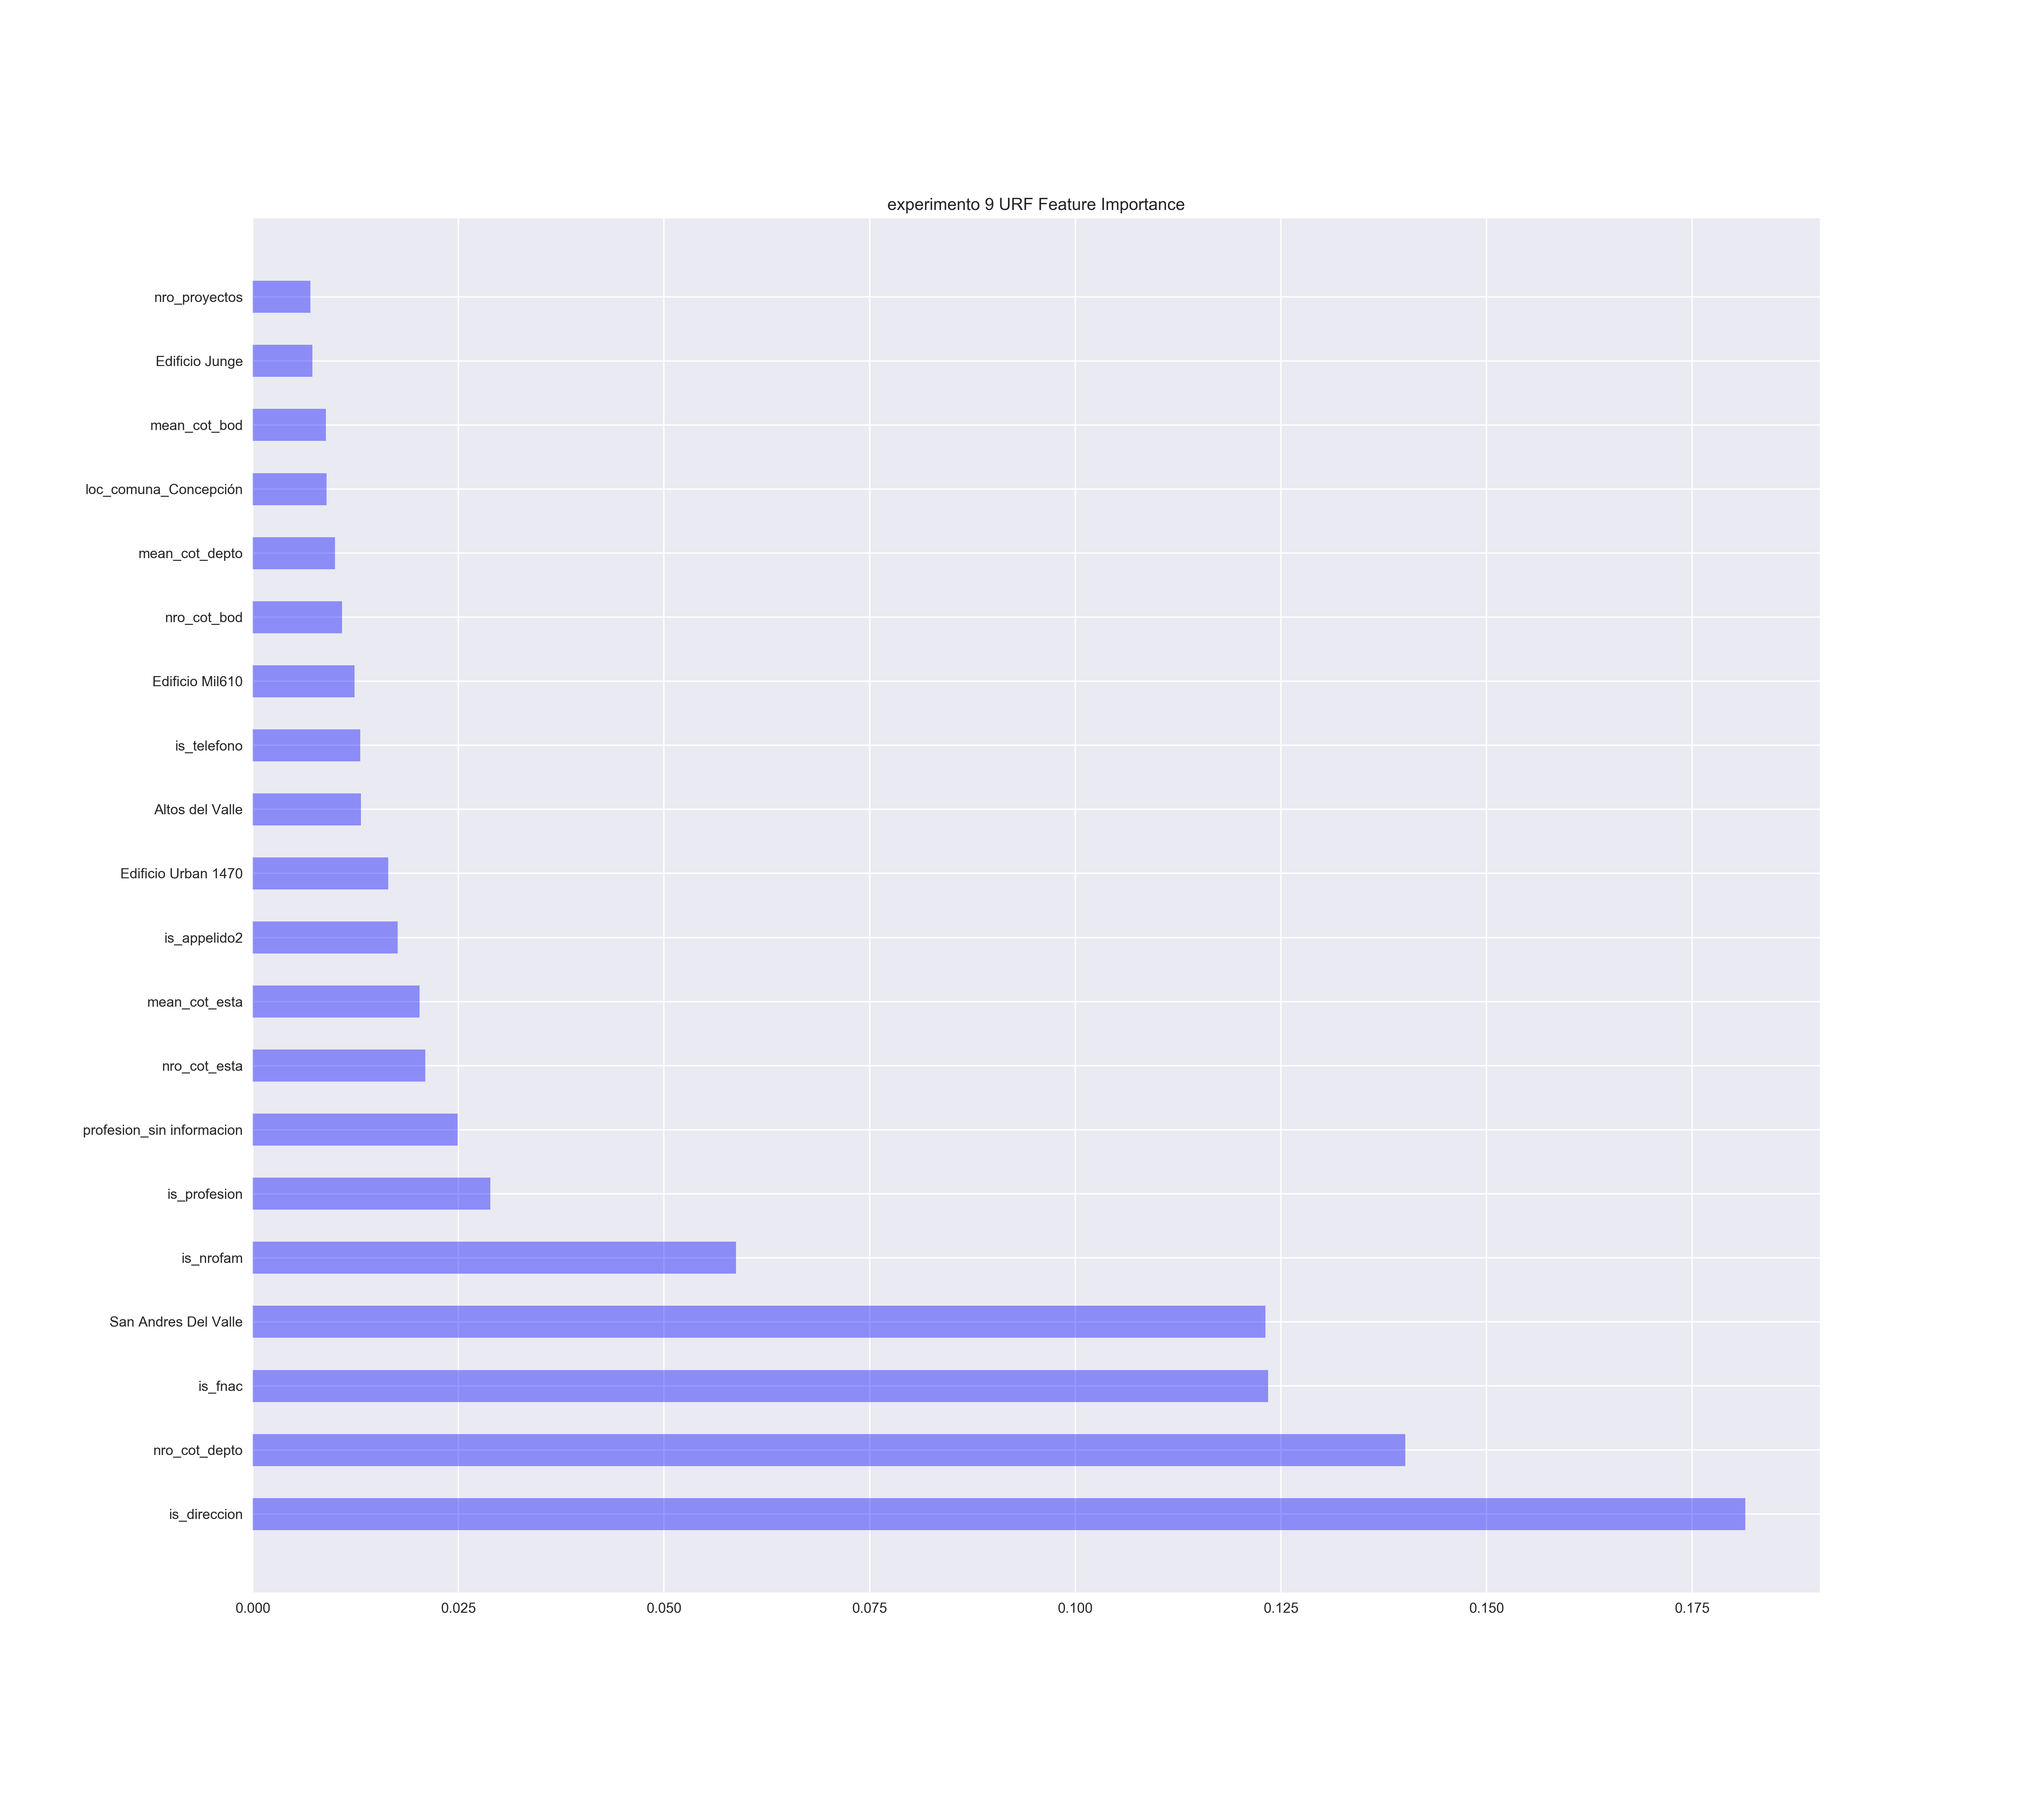 experimento 9 URF Feature Importance
nro_proyectos
Edificio Junge
mean_cot_bod
loc_comuna_Concepción
mean_cot_depto
nro_cot_bod
Edificio Mil610
is_telefono
Altos del Valle
Edificio Urban 1470
is_appelido2
mean_cot_esta
nro_cot_esta
profesion_sin informacion
is_profesion
is_nrofam
San Andres Del Valle
is_fnac
nro_cot_depto
is_direccion
0.000 0.025 0.050 0.075 0.100 0.125 0.150 0.175